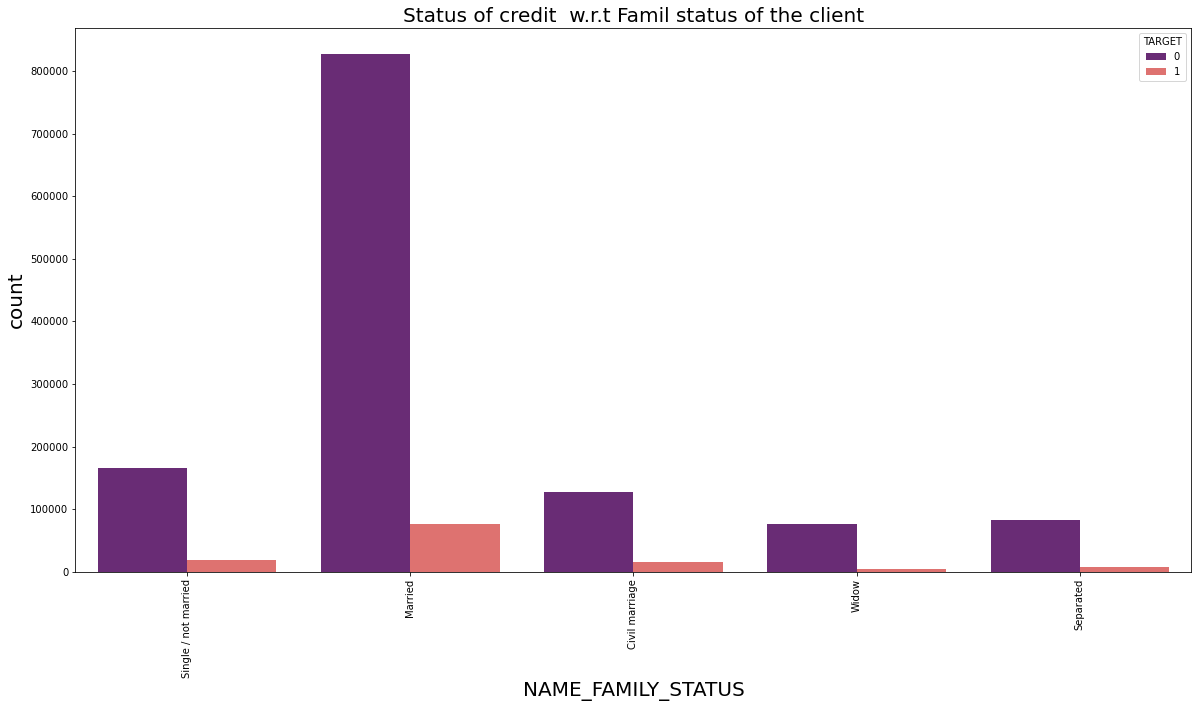 Status of credit  w.r.t Famil status of the client
TARGET
0
1
800000
700000
600000
500000
400000
300000
200000
100000
0
count
Single / not married
Married
Civil marriage
Widow
Separated
NAME_FAMILY_STATUS